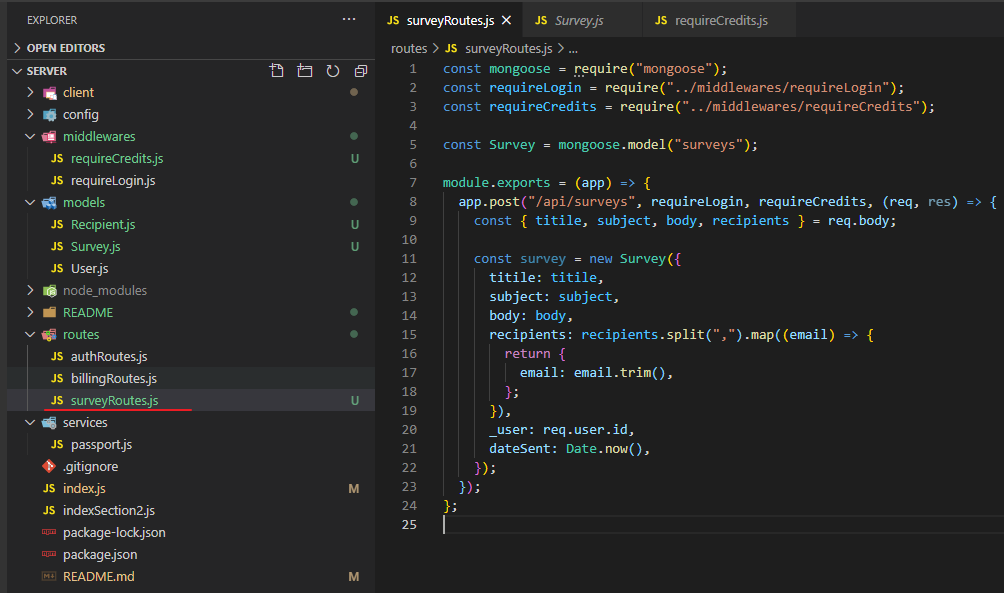 EXPLORER
OPEN EDITORS
SERVER
client
config
middlewares
JS requireCredits.js U
JS requireLogin.js
models
JS Recipient.js U
JS Survey.js U
JS User.js
node_modules
README
routes
JS authRoutes.js
JS billingRoutes.js
JS surveyRoutes.js U
services
JS passport.js
.gitignore
JS index.js M
JS indexSection2.js
package-lock.json
package.json
README.md M
JS surveyRoutes.js
JS Survey.js
JS requireCredits.js
routes > JS surveyRoutes.js > ...
1 const mongoose = require("mongoose");
2 const requireLogin = require("../middlewares/requireLogin");
3 const requireCredits = require("../middlewares/requireCredits");
4
5 const Survey = mongoose.model("surveys");
6
7 module.exports = (app) => {
8 app.post("/api/surveys", requireLogin, requireCredits, (req, res) => {
9 const { titile, subject, body, recipients } = req.body;
10
11 const survey = new Survey({
12 titile: titile,
13 subject: subject,
14 body: body,
15 recipients: recipients.split(",").map((email) => {
16 return {
17 email: email.trim(),
18 };
19 }),
20 _user: req.user.id,
21 dateSent: Date.now(),
22 });
23 });
24 };
25